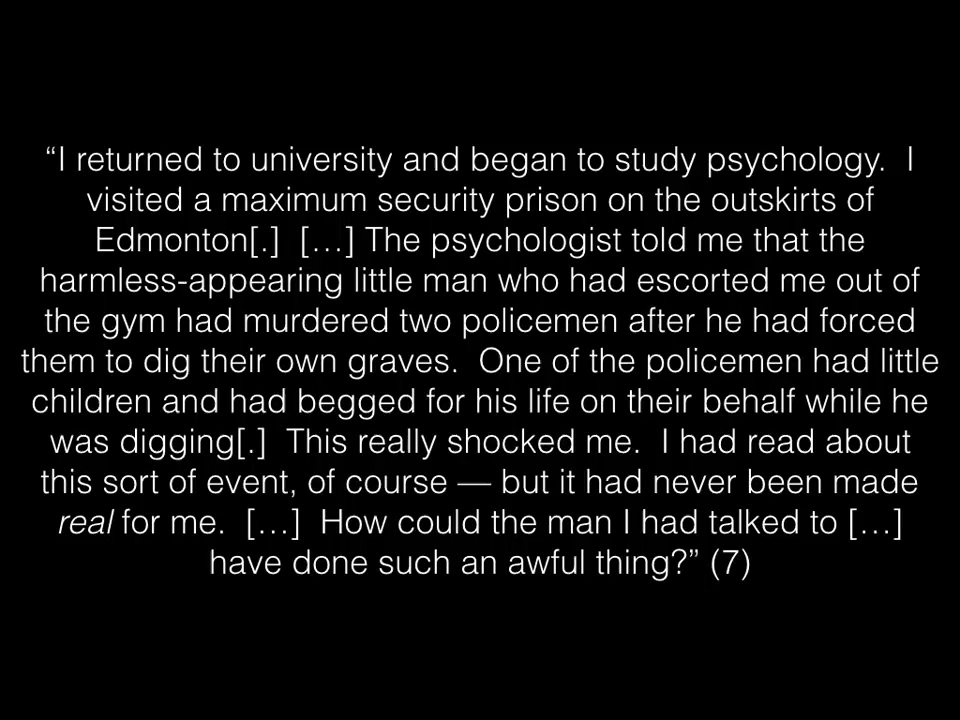 “I returned to university and began to study psychology.  I
visited a maximum security prison on the outskirts of
Edmonton[.]  […] The psychologist told me that the
harmless-appearing little man who had escorted me out of
the gym had murdered two policemen after he had forced
them to dig their own graves.  One of the policemen had little
children and had begged for his life on their behalf while he
was digging[.]  This really shocked me.  I had read about
this sort of event, of course — but it had never been made
real for me.  […]  How could the man I had talked to […]
have done such an awful thing?” (7)